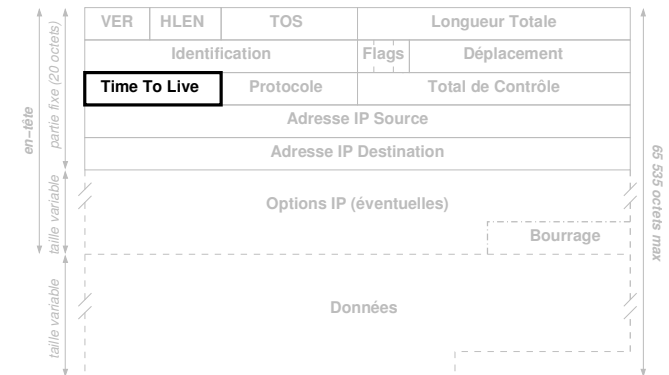 VER HLEN TOS Longueur Totale
Identification Flags Déplacement
Time To Live Protocole Total de Contrôle
Adresse IP Source
Adresse IP Destination
Options IP (éventuelles)
Bourrage
Données
en-tête
partie fixe (20 octets)
taille variable
taille variable
65 535 octets max